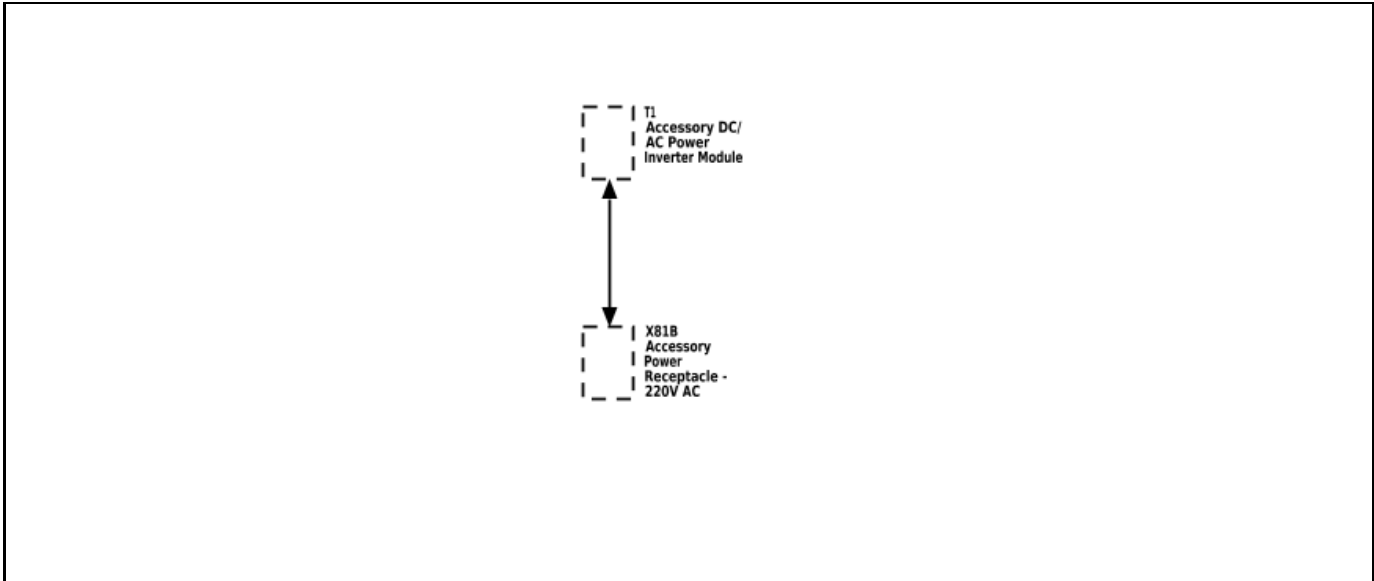 T1
Accessory DC/
AC Power
Inverter Module
X81B
Accessory
Power
Receptacle -
220V AC